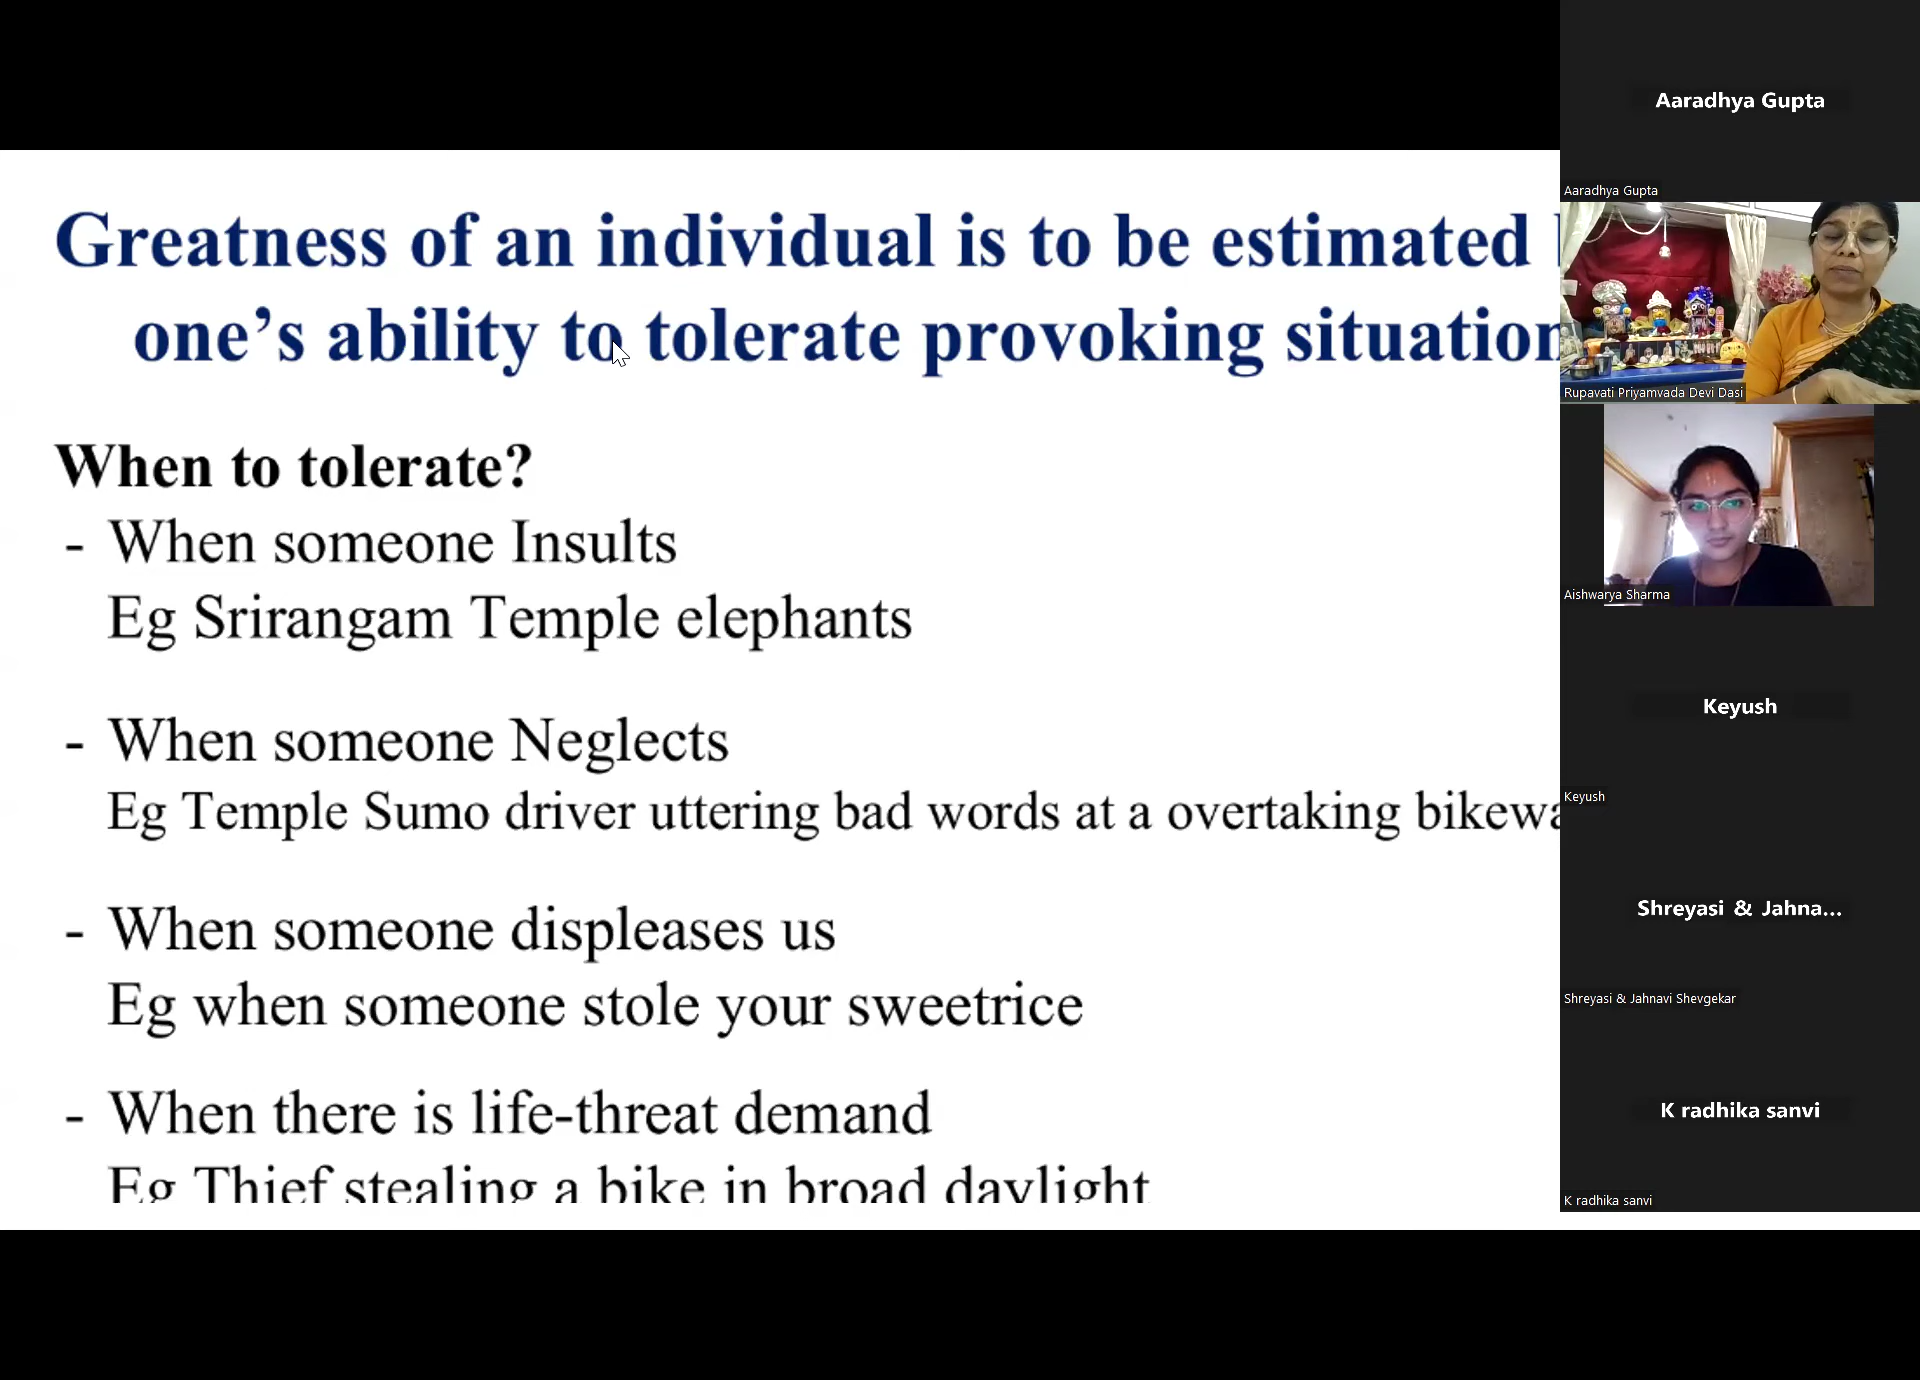 Greatness of an individual is to be estimated
one's ability to tolerate provoking situation
When to tolerate?
- When someone Insults
Eg Srirangam Temple elephants
- When someone Neglects
Eg Temple Sumo driver uttering bad words at a overtaking bikewa
- When someone displeases us
Eg when someone stole your sweetrice
- When there is life-threat demand
Eg Thief stealing a bike in broad daylight
Aaradhya Gupta
Aaradhya Gupta
Rupavati Priyamvada Devi Dasi
Aishwarya Sharma
Keyush
Keyush
Shreyasi & Jahna...
Shreyasi & Jahnavi Shevgekar
K radhika sanvi
K radhika sanvi